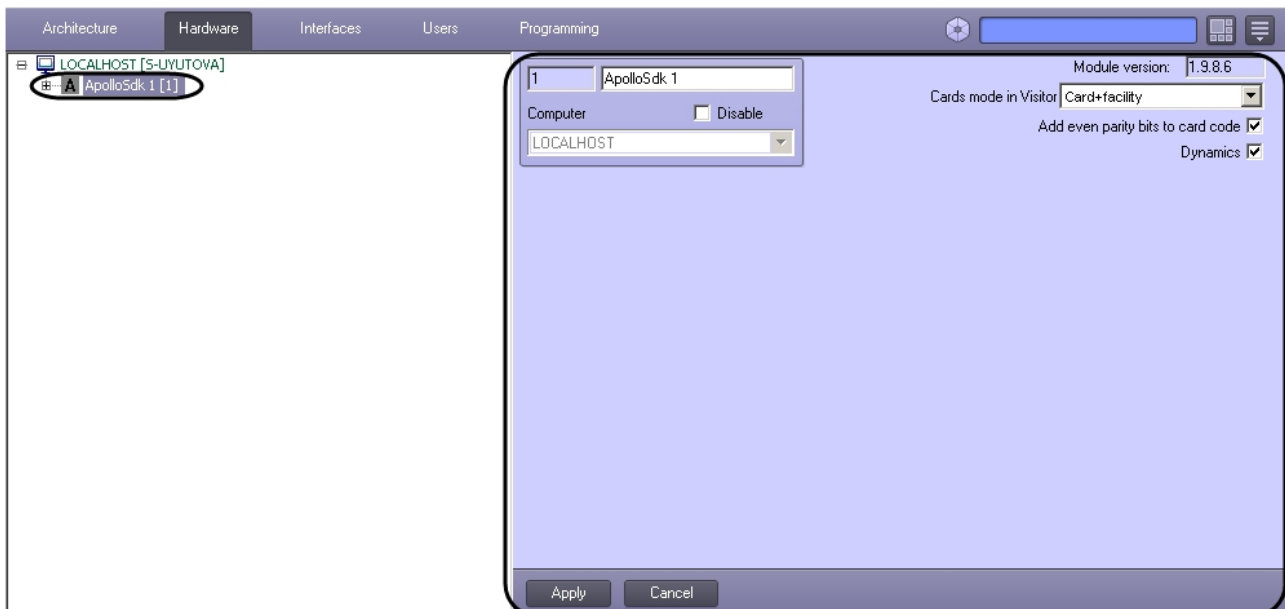 Architecture Hardware Interfaces Users Programming
LOCALHOST [S-UYUTOVA]
A ApolloSdk 1 [1]
1 ApolloSdk 1
Computer Disable
LOCALHOST
Module version: 1.9.8.6
Cards mode in Visitor Card+facility
Add even parity bits to card code
Dynamics
Apply Cancel